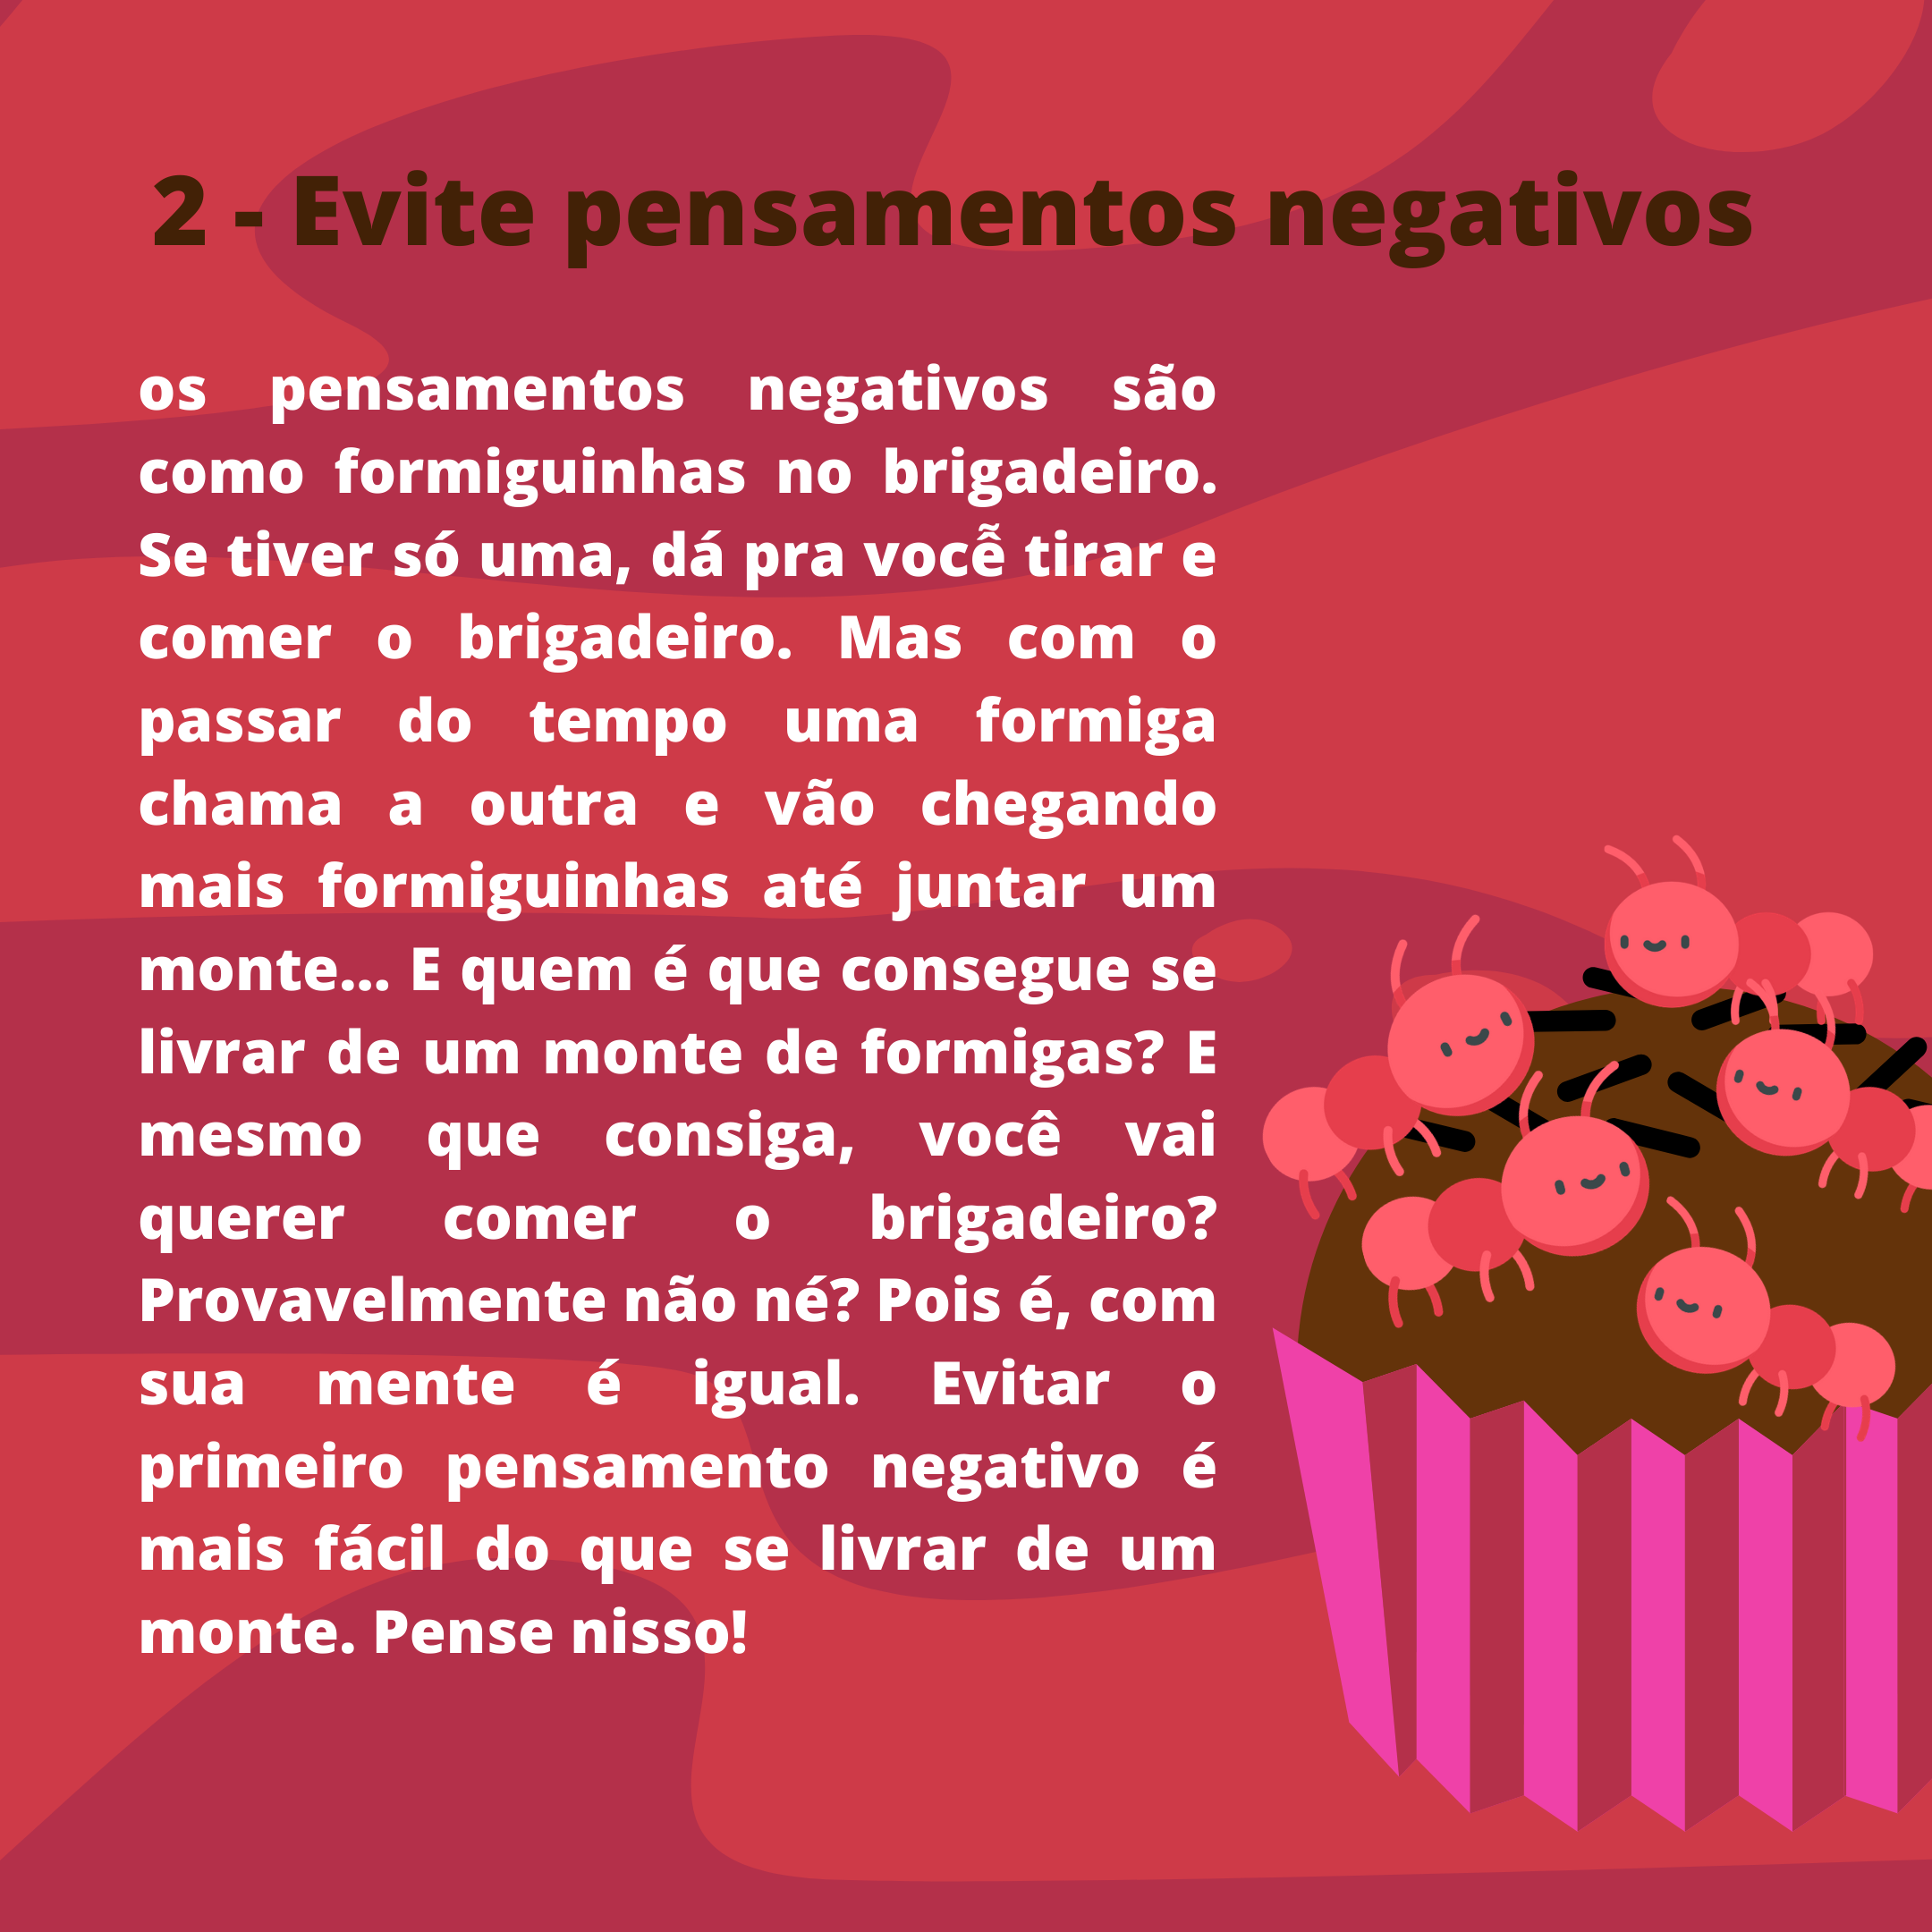 2 - Evite pensamentos negativos
os pensamentos negativos são
como formiguinhas no brigadeiro.
Se tiver só uma, dá pra vocễ tirar e
comer o brigadeiro. Mas com o
passar do tempo uma formiga
chama a outra e vão chegando
mais formiguinhas até juntar um
monte... E quem é que consegue se
livrar de um monte de formigas? E
mesmo que consiga, você vai
querer comer o brigadeiro?
Provavelmente não né? Pois é, com
sua mente é igual. Evitar o
primeiro pensamento negativo é
mais fácil do que se livrar de um
monte. Pense nisso!